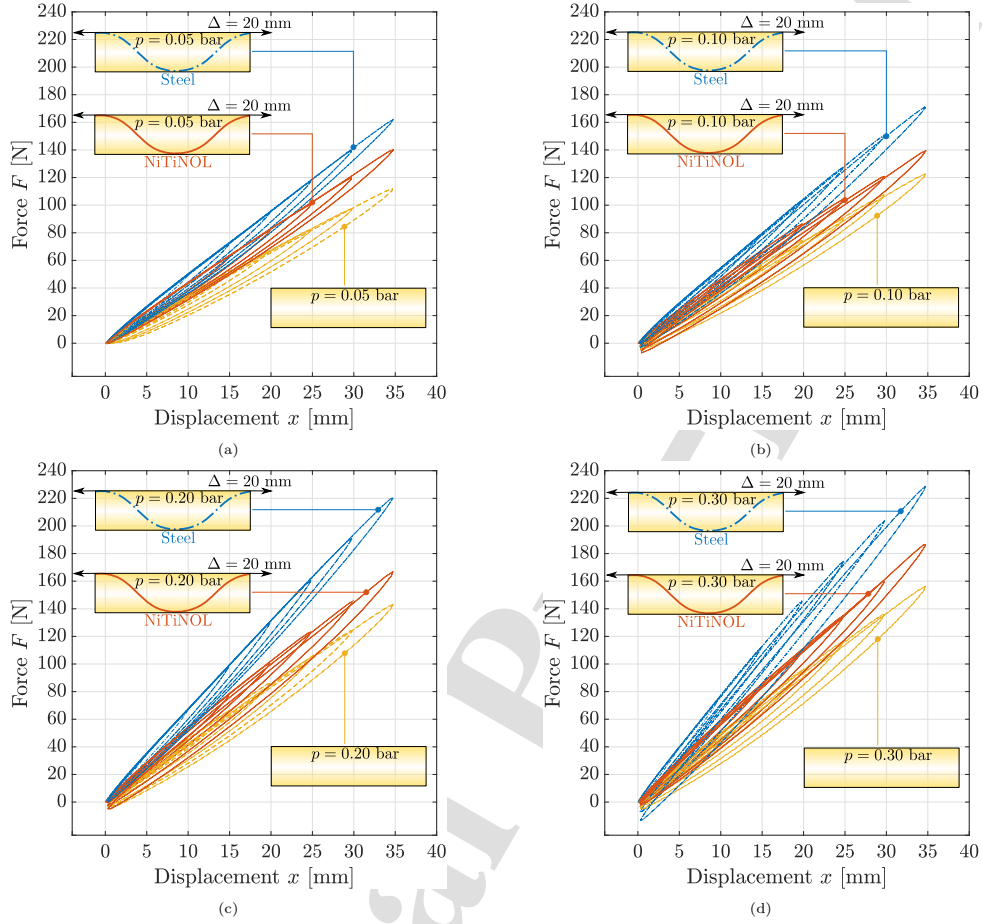 240
220
200
180
160
140
120
100
80
60
40
20
0
Force F [N]
0 5 10 15 20 25 30 35 40
Displacement x [mm]
Δ = 20 mm
p = 0.05 bar
Steel
Δ = 20 mm
p = 0.05 bar
NiTiNOL
p = 0.05 bar
(a)
240
220
200
180
160
140
120
100
80
60
40
20
0
Force F [N]
0 5 10 15 20 25 30 35 40
Displacement x [mm]
Δ = 20 mm
p = 0.10 bar
Steel
Δ = 20 mm
p = 0.10 bar
NiTiNOL
p = 0.10 bar
(b)
240
220
200
180
160
140
120
100
80
60
40
20
0
Force F [N]
0 5 10 15 20 25 30 35 40
Displacement x [mm]
Δ = 20 mm
p = 0.20 bar
Steel
Δ = 20 mm
p = 0.20 bar
NiTiNOL
p = 0.20 bar
(c)
240
220
200
180
160
140
120
100
80
60
40
20
0
Force F [N]
0 5 10 15 20 25 30 35 40
Displacement x [mm]
Δ = 20 mm
p = 0.30 bar
Steel
Δ = 20 mm
p = 0.30 bar
NiTiNOL
p = 0.30 bar
(d)